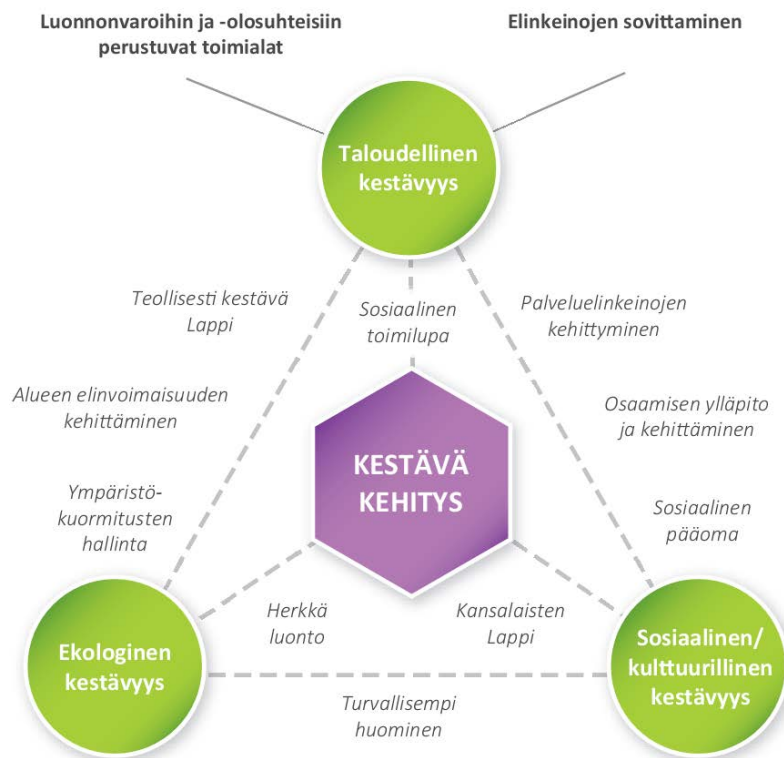 Luonnonvaroihin ja -olosuhteisiin
perustuvat toimialat
Elinkeinojen sovittaminen
Taloudellinen
kestävyys
Teollisesti kestävä
Lappi
Sosiaalinen
toimilupa
Palveluelinkeinojen
kehittyminen
Alueen elinvoimaisuuden
kehittäminen
Osaamisen ylläpito
ja kehittäminen
KESTÄVÄ
KEHITYS
Ympäristö-
kuormitusten
hallinta
Sosiaalinen
pääoma
Herkkä
luonto
Kansalaisten
Lappi
Ekologinen
kestävyys
Sosiaalinen/
kulttuurillinen
kestävyys
Turvallisempi
huominen